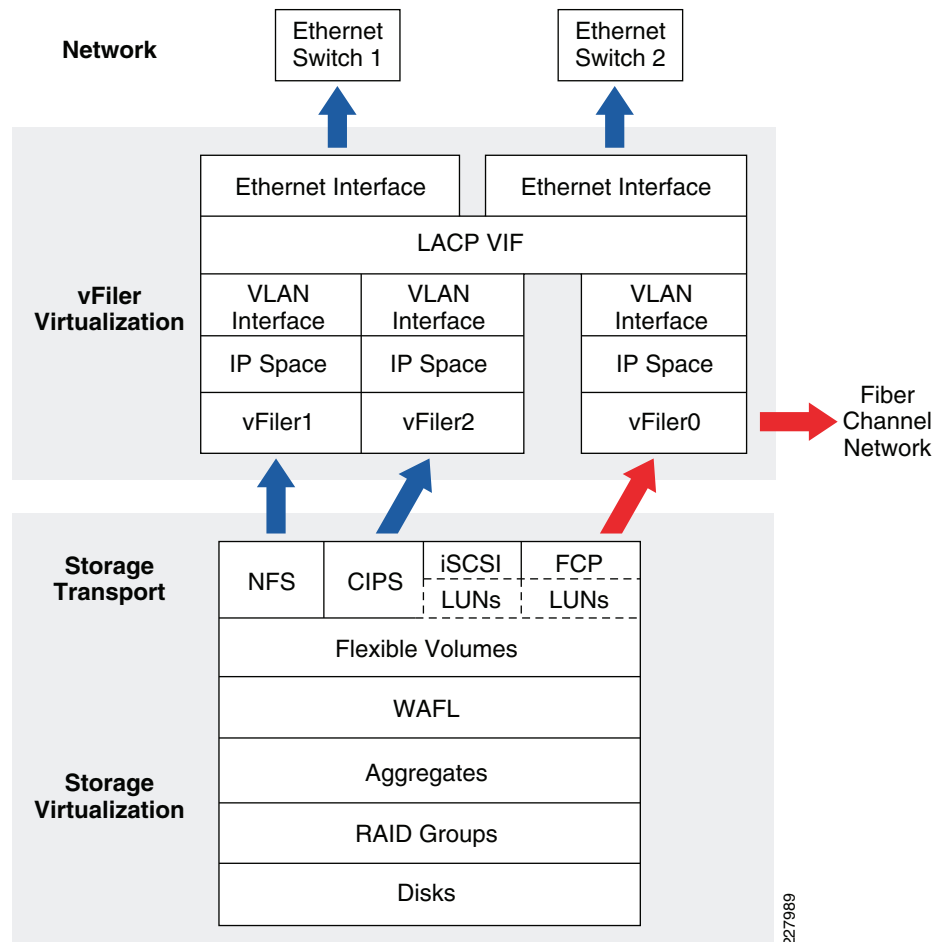 Network
Ethernet
Switch 1
Ethernet
Switch 2
vFiler
Virtualization
Ethernet Interface
Ethernet Interface
LACP VIF
VLAN
Interface
VLAN
Interface
VLAN
Interface
IP Space
IP Space
IP Space
vFiler1
vFiler2
vFiler0
Fiber
Channel
Network
Storage
Transport
NFS
CIPS
iSCSI
LUNs
FCP
LUNs
Flexible Volumes
WAFL
Storage
Virtualization
Aggregates
RAID Groups
Disks
227989